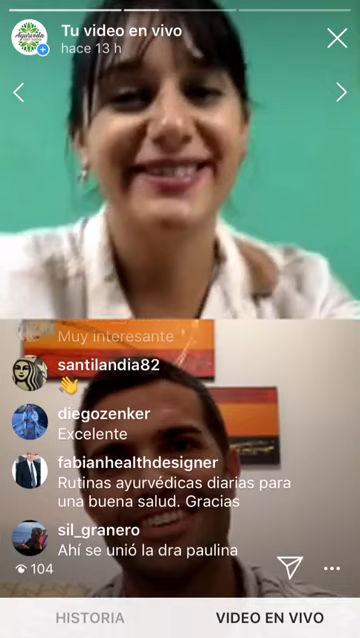 Ayurveda
Tu video en vivo
hace 13 h
Muy interesante
santilandia82
👋
diegozenker
Excelente
fabianhealthdesigner
Rutinas ayurvédicas diarias para
una buena salud. Gracias
sil_granero
Ahí se unió la dra paulina
104
HISTORIA
VIDEO EN VIVO